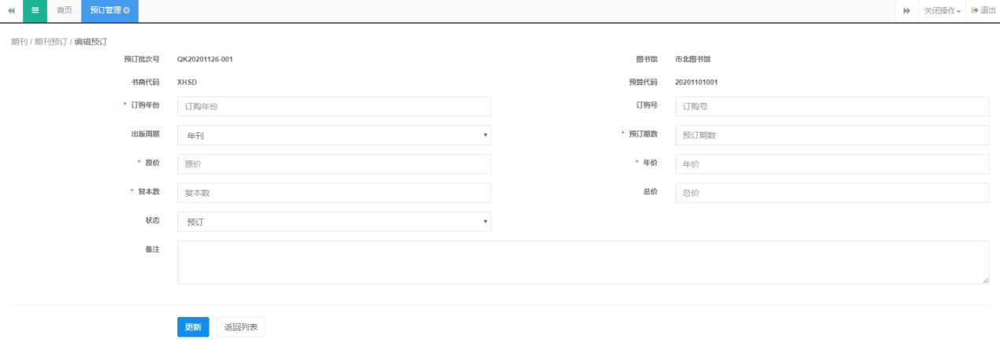 首页 预订管理 关闭操作 退出
期刊 / 期刊预订 / 编辑预订
预订批次号 QK20201126-001 图书馆 市北图书馆
书商代码 XHSD 预算代码 20201101001
* 订购年份 订购年份 订购号 订购号
出版周期 年刊 * 预订期数 预订期数
* 原价 原价 * 年价 年价
* 复本数 复本数 总价 总价
状态 预订
备注
更新 返回列表